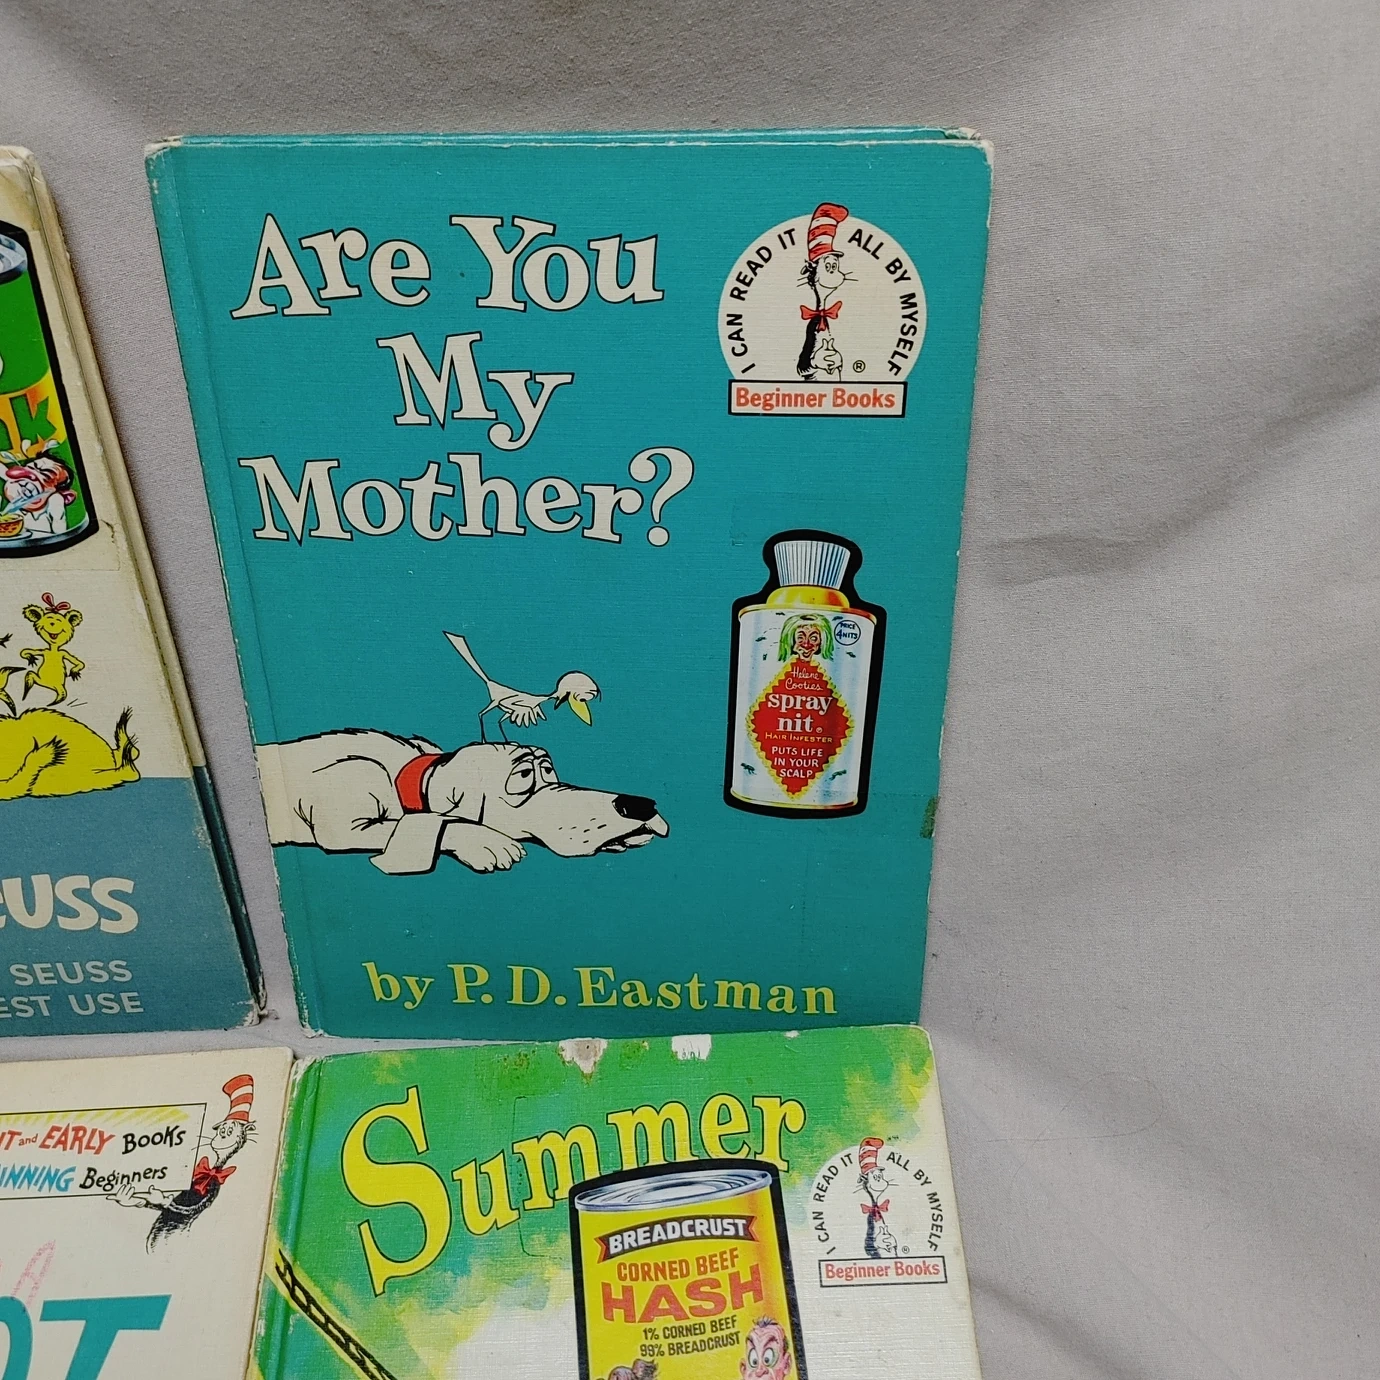 Are You
My
Mother?
I CAN READ IT ALL BY MYSELF
®
Beginner Books
PRICE
4 NITS
Helene
Cooties
spray
nit®
HAIR INFESTER
PUTS LIFE
IN YOUR
SCALP
by P. D. Eastman
SEUSS
EST USE
and EARLY Books
Beginners
Summer
I CAN READ IT ALL BY MYSELF
®
Beginner Books
BREADCRUST
CORNED BEEF
HASH
1% CORNED BEEF
99% BREADCRUST